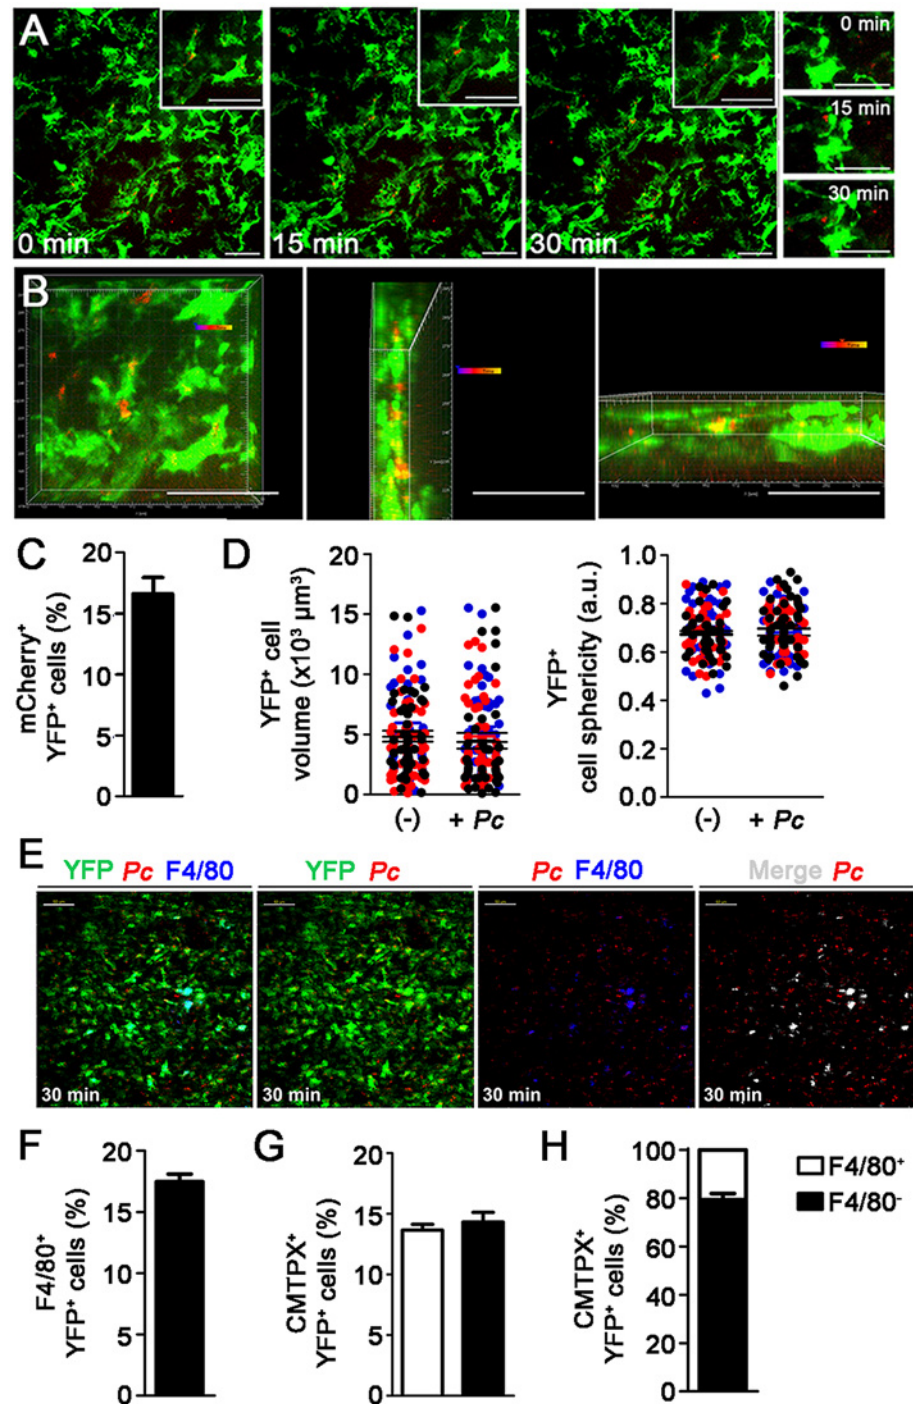 A
0 min
15 min
30 min
0 min
15 min
30 min
B
C
mCherry⁺
YFP⁺ cells (%)
20
15
10
5
0
D
YFP⁺ cell
volume (x10³ µm³)
20
15
10
5
0
(-)
+ Pc
YFP⁺
cell sphericity (a.u.)
1.0
0.8
0.6
0.4
0.2
0.0
(-)
+ Pc
E
YFP Pc F4/80
YFP Pc
Pc F4/80
Merge Pc
30 min
30 min
30 min
30 min
F
F4/80⁺
YFP⁺ cells (%)
20
15
10
5
0
G
CMTPX⁺
YFP⁺ cells (%)
20
15
10
5
0
H
CMTPX⁺
YFP⁺ cells (%)
100
80
60
40
20
0
F4/80⁺
F4/80⁻